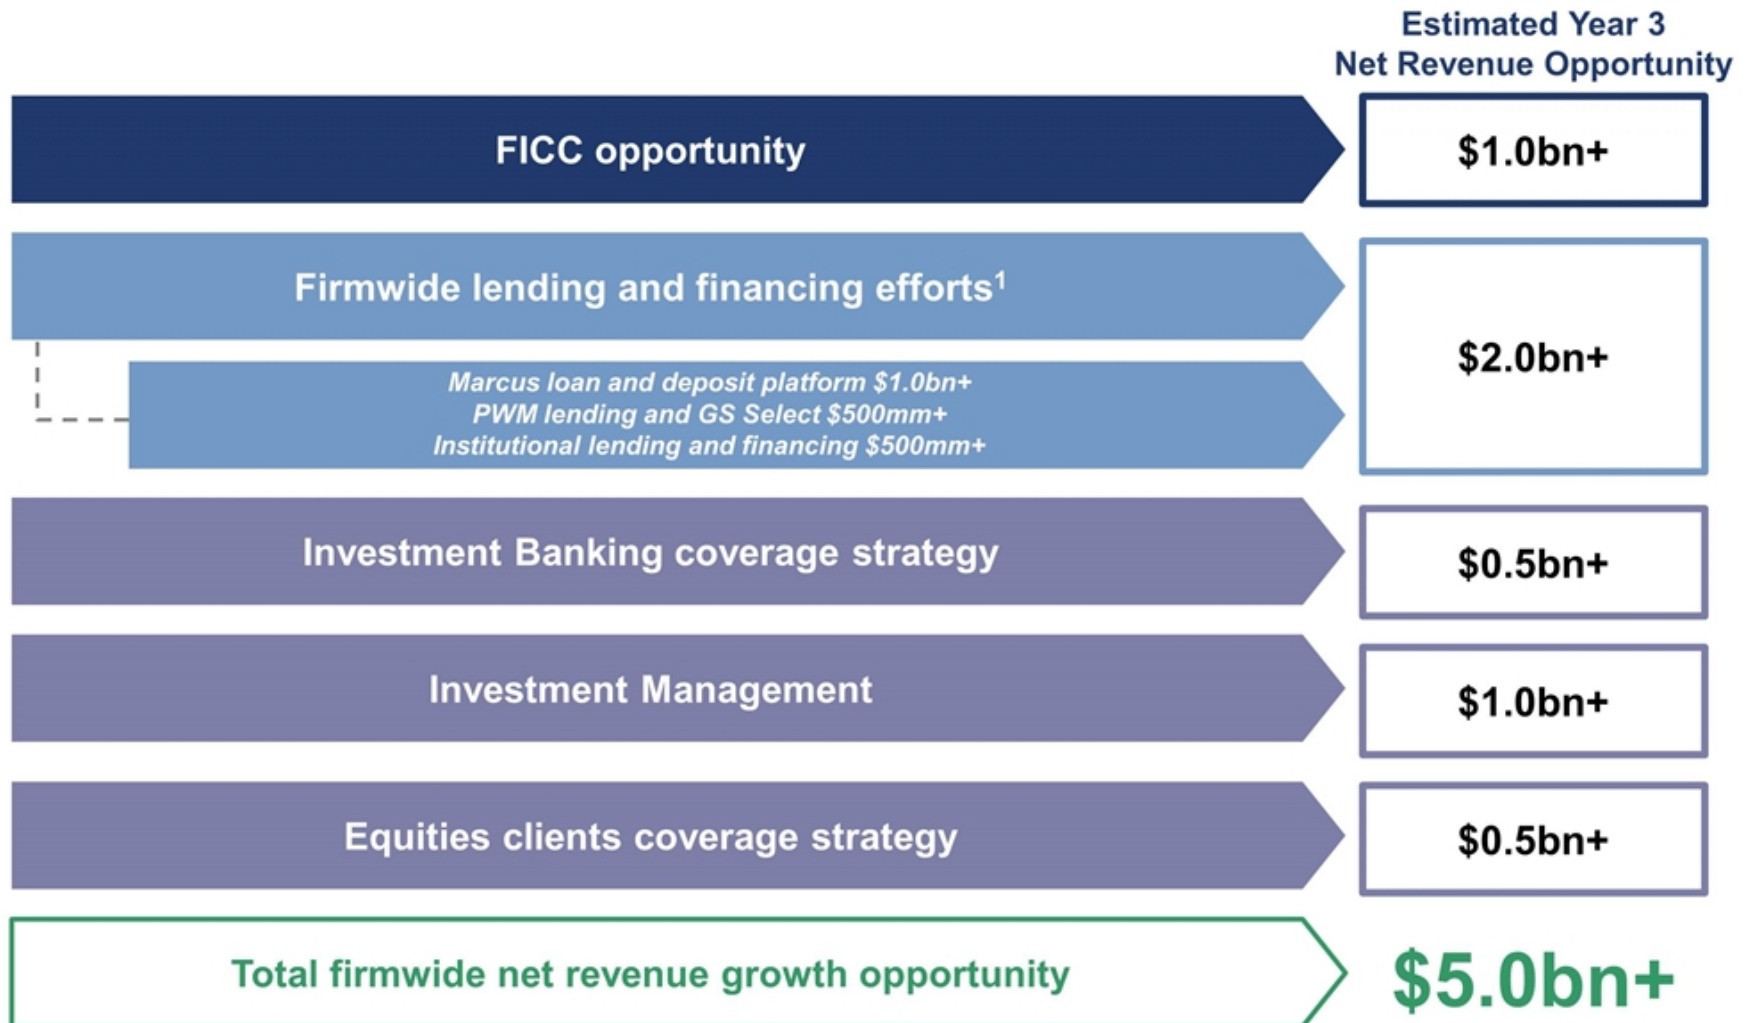 Estimated Year 3
Net Revenue Opportunity
FICC opportunity
$1.0bn+
Firmwide lending and financing efforts¹
$2.0bn+
Marcus loan and deposit platform $1.0bn+
PWM lending and GS Select $500mm+
Institutional lending and financing $500mm+
Investment Banking coverage strategy
$0.5bn+
Investment Management
$1.0bn+
Equities clients coverage strategy
$0.5bn+
Total firmwide net revenue growth opportunity
$5.0bn+